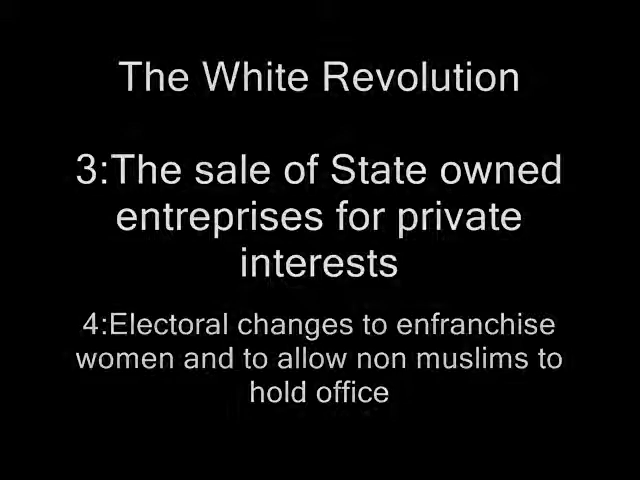 The White Revolution
3:The sale of State owned
entreprises for private
interests
4:Electoral changes to enfranchise
women and to allow non muslims to
hold office